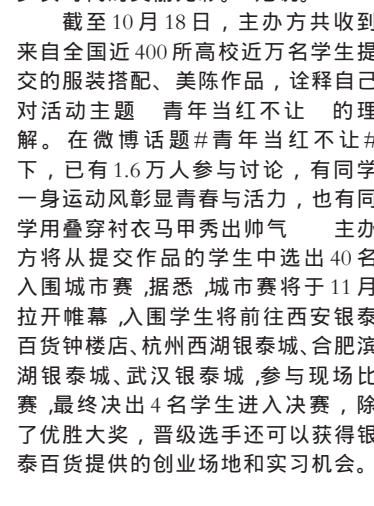 截至10月18日，主办方共收到
来自全国近400所高校近万名学生提
交的服装搭配、美陈作品，诠释自己
对活动主题 青年当红不让 的理
解。在微博话题#青年当红不让#
下，已有1.6万人参与讨论，有同学
一身运动风彰显青春与活力，也有同
学用叠穿衬衣马甲秀出帅气 主办
方将从提交作品的学生中选出40名
入围城市赛,据悉,城市赛将于11月
拉开帷幕,入围学生将前往西安银泰
百货钟楼店、杭州西湖银泰城、合肥滨
湖银泰城、武汉银泰城,参与现场比
赛,最终决出4名学生进入决赛，除
了优胜大奖，晋级选手还可以获得银
泰百货提供的创业场地和实习机会。